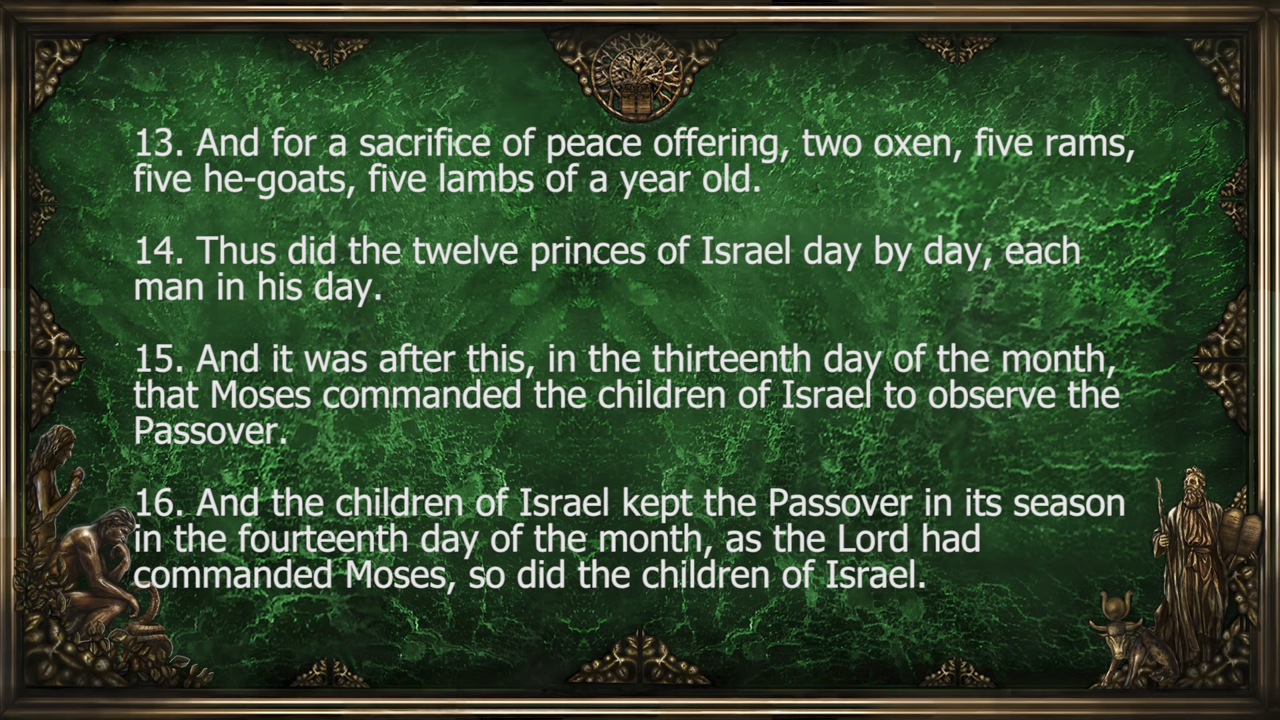 13. And for a sacrifice of peace offering, two oxen, five rams,
five he-goats, five lambs of a year old.
14. Thus did the twelve princes of Israel day by day, each
man in his day.
15. And it was after this, in the thirteenth day of the month,
that Moses commanded the children of Israel to observe the
Passover.
16. And the children of Israel kept the Passover in its season
in the fourteenth day of the month, as the Lord had
commanded Moses, so did the children of Israel.